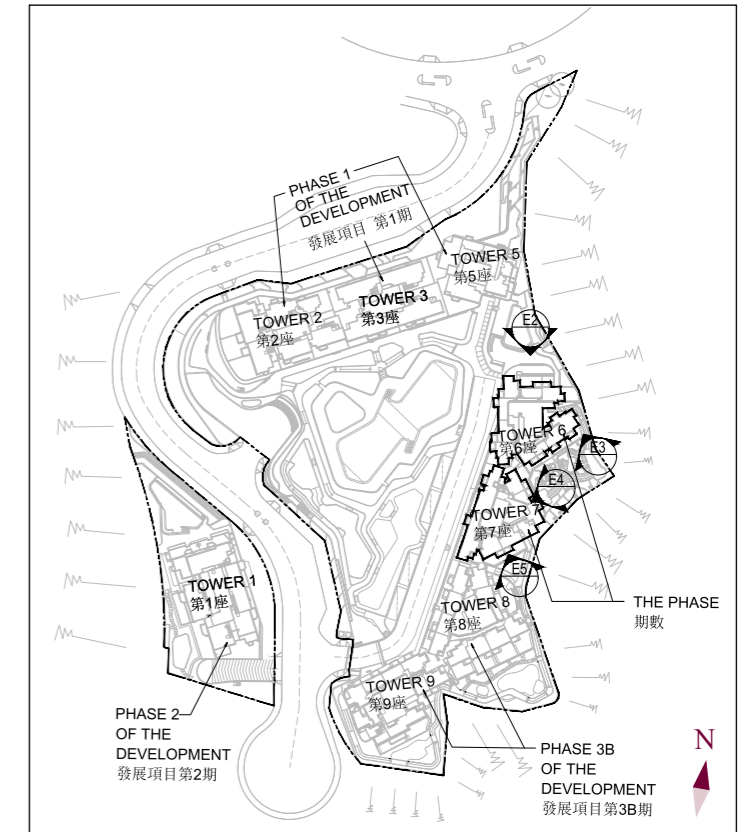 PHASE 1
OF THE
DEVELOPMENT
發展項目 第1期
TOWER 5
第5座
TOWER 3
第3座
TOWER 2
第2座
E2
TOWER 6
第6座
E3
E4
TOWER 7
第7座
E5
TOWER 1
第1座
TOWER 8
第8座
THE PHASE
期數
TOWER 9
第9座
PHASE 2
OF THE
DEVELOPMENT
發展項目第2期
PHASE 3B
OF THE
DEVELOPMENT
發展項目第3B期
N